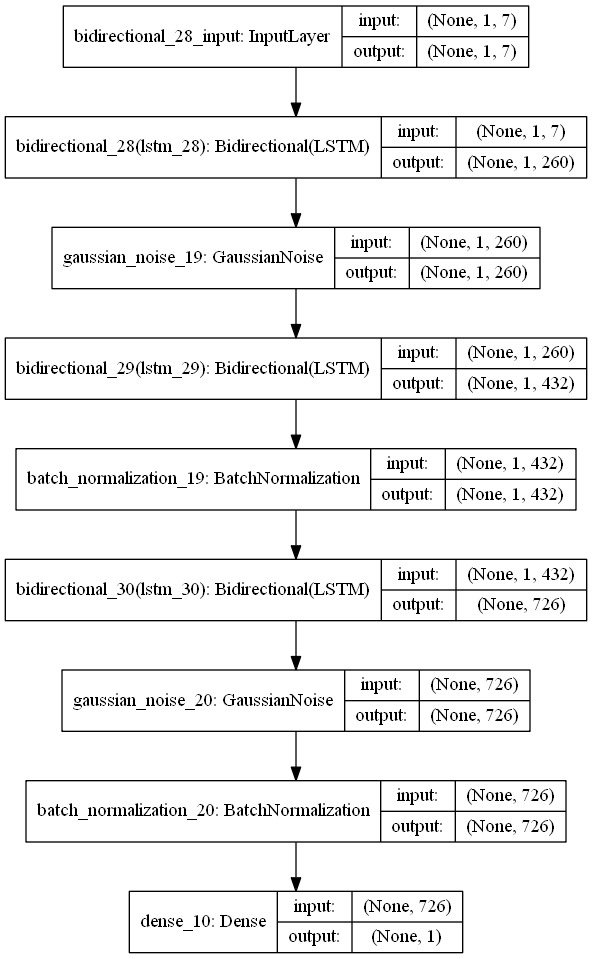 bidirectional_28_input: InputLayer
input: (None, 1, 7)
output: (None, 1, 7)
bidirectional_28(lstm_28): Bidirectional(LSTM)
input: (None, 1, 7)
output: (None, 1, 260)
gaussian_noise_19: GaussianNoise
input: (None, 1, 260)
output: (None, 1, 260)
bidirectional_29(lstm_29): Bidirectional(LSTM)
input: (None, 1, 260)
output: (None, 1, 432)
batch_normalization_19: BatchNormalization
input: (None, 1, 432)
output: (None, 1, 432)
bidirectional_30(lstm_30): Bidirectional(LSTM)
input: (None, 1, 432)
output: (None, 726)
gaussian_noise_20: GaussianNoise
input: (None, 726)
output: (None, 726)
batch_normalization_20: BatchNormalization
input: (None, 726)
output: (None, 726)
dense_10: Dense
input: (None, 726)
output: (None, 1)